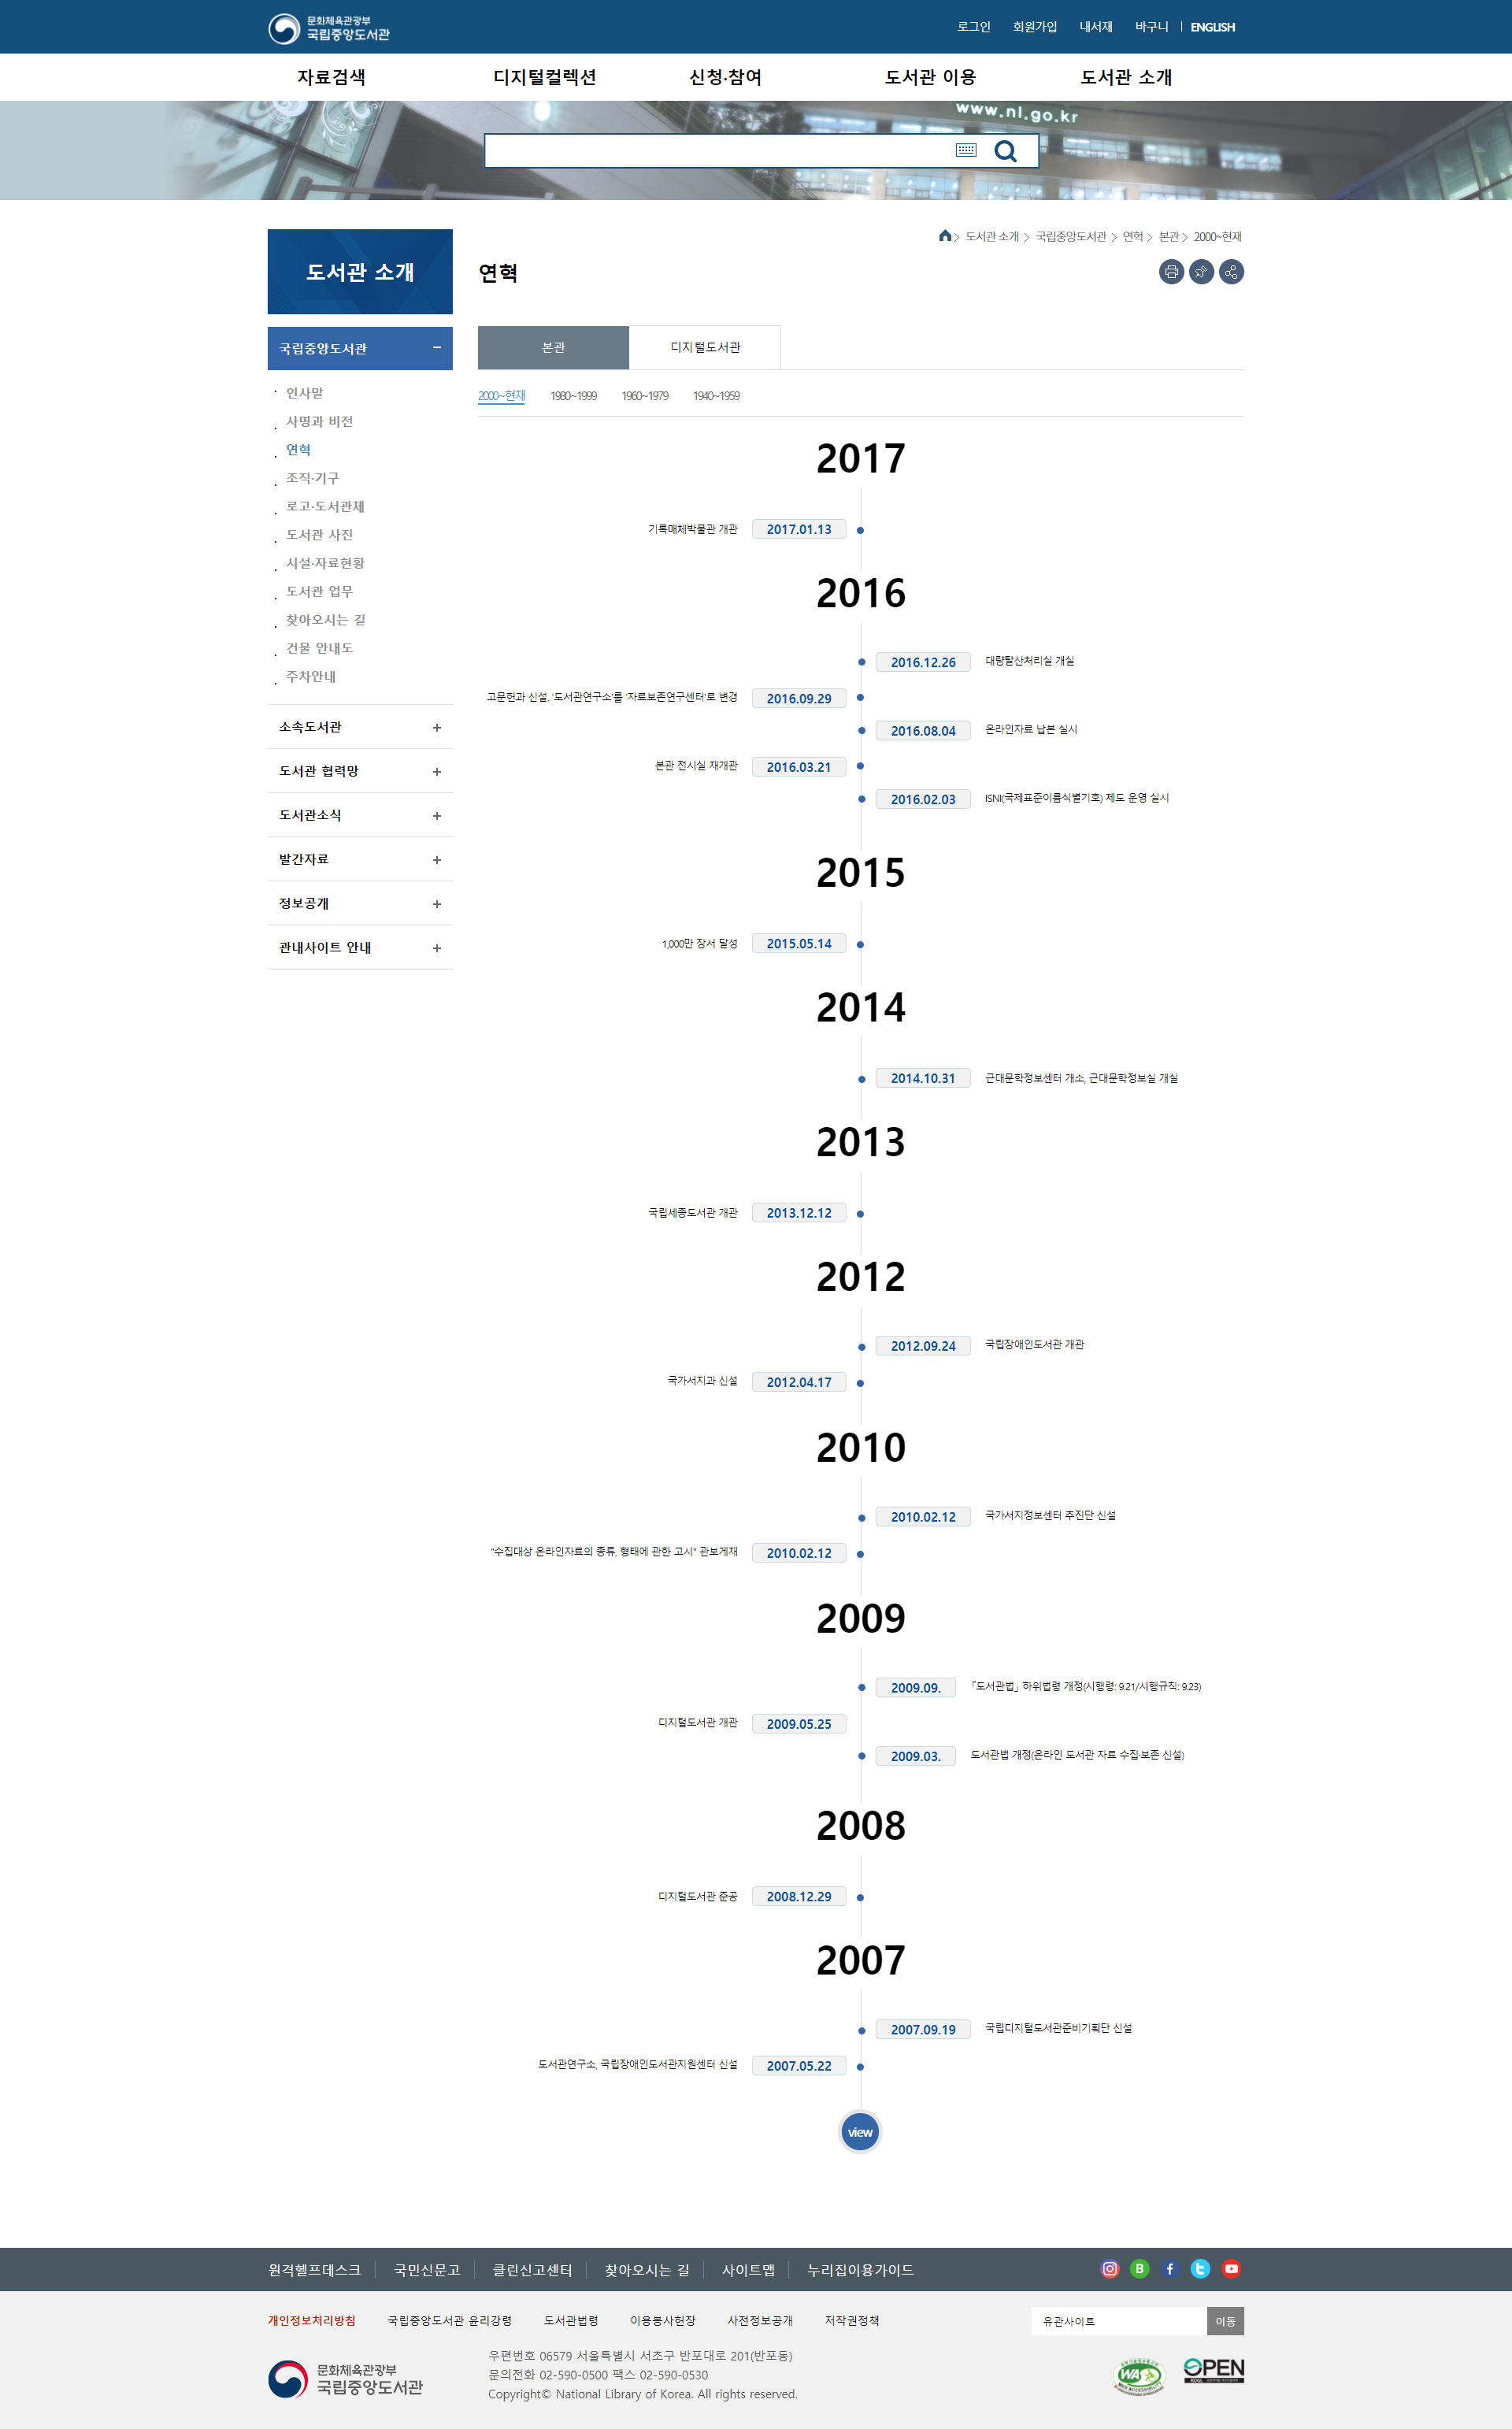 문화체육관광부
국립중앙도서관
로그인 회원가입 내서재 바구니 ENGLISH
자료검색 디지털컬렉션 신청·참여 도서관 이용 도서관 소개
www.nl.go.kr
도서관 소개 > 국립중앙도서관 > 연혁 > 본관 > 2000~현재
도서관 소개
연혁
국립중앙도서관
인사말
사명과 비전
연혁
조직·기구
로고·도서관체
도서관 사진
시설·자료현황
도서관 업무
찾아오시는 길
건물 안내도
주차안내
소속도서관
도서관 협력망
도서관소식
발간자료
정보공개
관내사이트 안내
본관 디지털도서관
2000~현재 1980~1999 1960~1979 1940~1959
2017
기록매체박물관 개관 2017.01.13
2016
2016.12.26 대량탈산처리실 개실
고문헌과 신설. '도서관연구소'를 '자료보존연구센터'로 변경 2016.09.29
2016.08.04 온라인자료 납본 실시
본관 전시실 재개관 2016.03.21
2016.02.03 ISNI(국제표준이름식별기호) 제도 운영 실시
2015
1,000만 장서 달성 2015.05.14
2014
2014.10.31 근대문학정보센터 개소, 근대문학정보실 개실
2013
국립세종도서관 개관 2013.12.12
2012
2012.09.24 국립장애인도서관 개관
국가서지과 신설 2012.04.17
2010
2010.02.12 국가서지정보센터 추진단 신설
"수집대상 온라인자료의 종류, 형태에 관한 고시" 관보게재 2010.02.12
2009
2009.09. 「도서관법」 하위법령 개정(시행령: 9.21/시행규칙: 9.23)
디지털도서관 개관 2009.05.25
2009.03. 도서관법 개정(온라인 도서관 자료 수집·보존 신설)
2008
디지털도서관 준공 2008.12.29
2007
2007.09.19 국립디지털도서관준비기획단 신설
도서관연구소, 국립장애인도서관지원센터 신설 2007.05.22
view
원격헬프데스크 국민신문고 클린신고센터 찾아오시는 길 사이트맵 누리집이용가이드
개인정보처리방침 국립중앙도서관 윤리강령 도서관법령 이용봉사헌장 사전정보공개 저작권정책
유관사이트 이동
문화체육관광부
국립중앙도서관
우편번호 06579 서울특별시 서초구 반포대로 201(반포동)
문의전화 02-590-0500 팩스 02-590-0530
Copyright© National Library of Korea. All rights reserved.
WA
OPEN